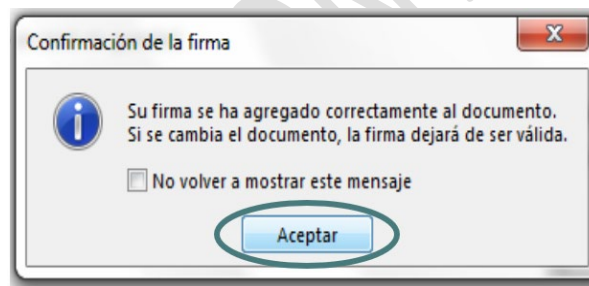 Confirmación de la firma
Su firma se ha agregado correctamente al documento.
Si se cambia el documento, la firma dejará de ser válida.
No volver a mostrar este mensaje
Aceptar